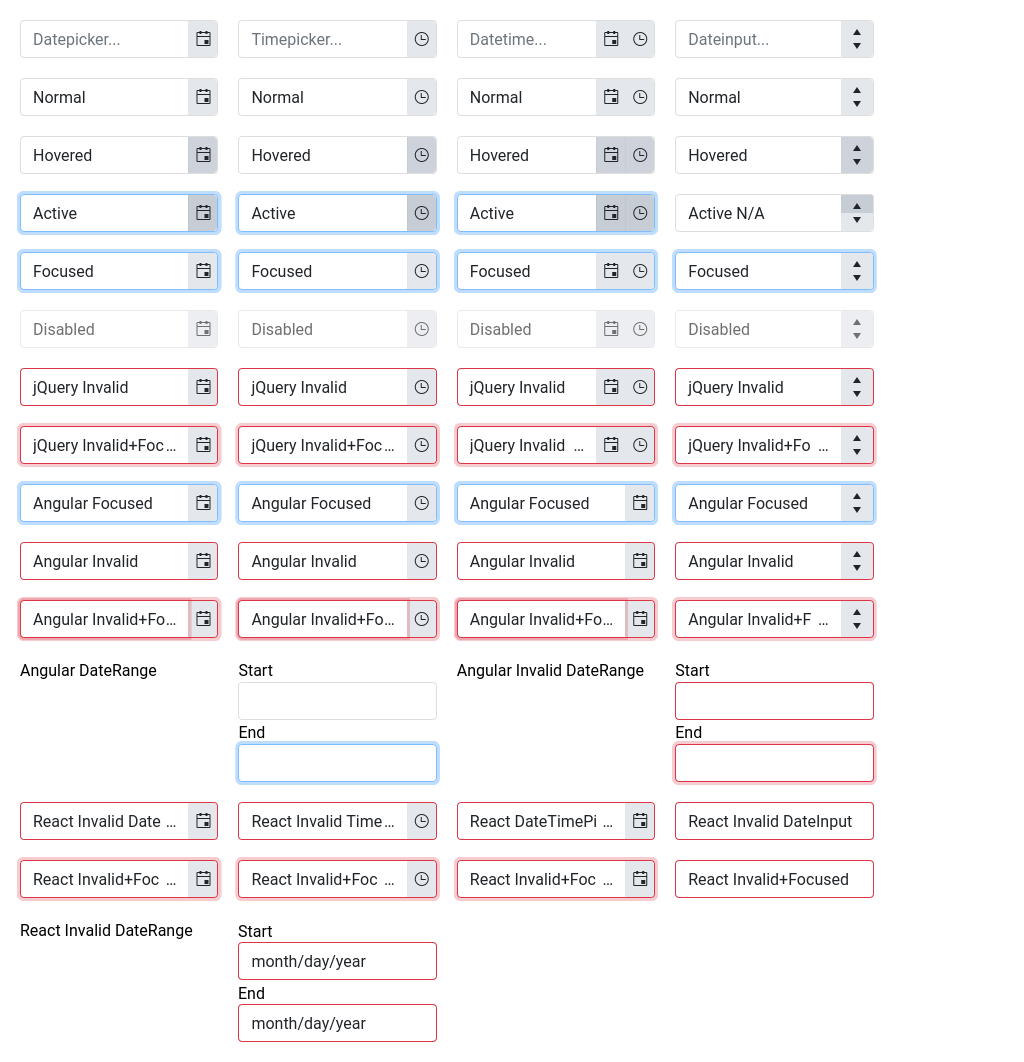 Datepicker... Timepicker... Datetime... Dateinput...
Normal Normal Normal Normal
Hovered Hovered Hovered Hovered
Active Active Active Active N/A
Focused Focused Focused Focused
Disabled Disabled Disabled Disabled
jQuery Invalid jQuery Invalid jQuery Invalid jQuery Invalid
jQuery Invalid+Foc... jQuery Invalid+Foc... jQuery Invalid ... jQuery Invalid+Fo ...
Angular Focused Angular Focused Angular Focused Angular Focused
Angular Invalid Angular Invalid Angular Invalid Angular Invalid
Angular Invalid+Fo... Angular Invalid+Fo... Angular Invalid+Fo... Angular Invalid+F ...
Angular DateRange Start Angular Invalid DateRange Start
End End
React Invalid Date ... React Invalid Time... React DateTimePi ... React Invalid DateInput
React Invalid+Foc ... React Invalid+Foc ... React Invalid+Foc ... React Invalid+Focused
React Invalid DateRange Start
month/day/year
End
month/day/year